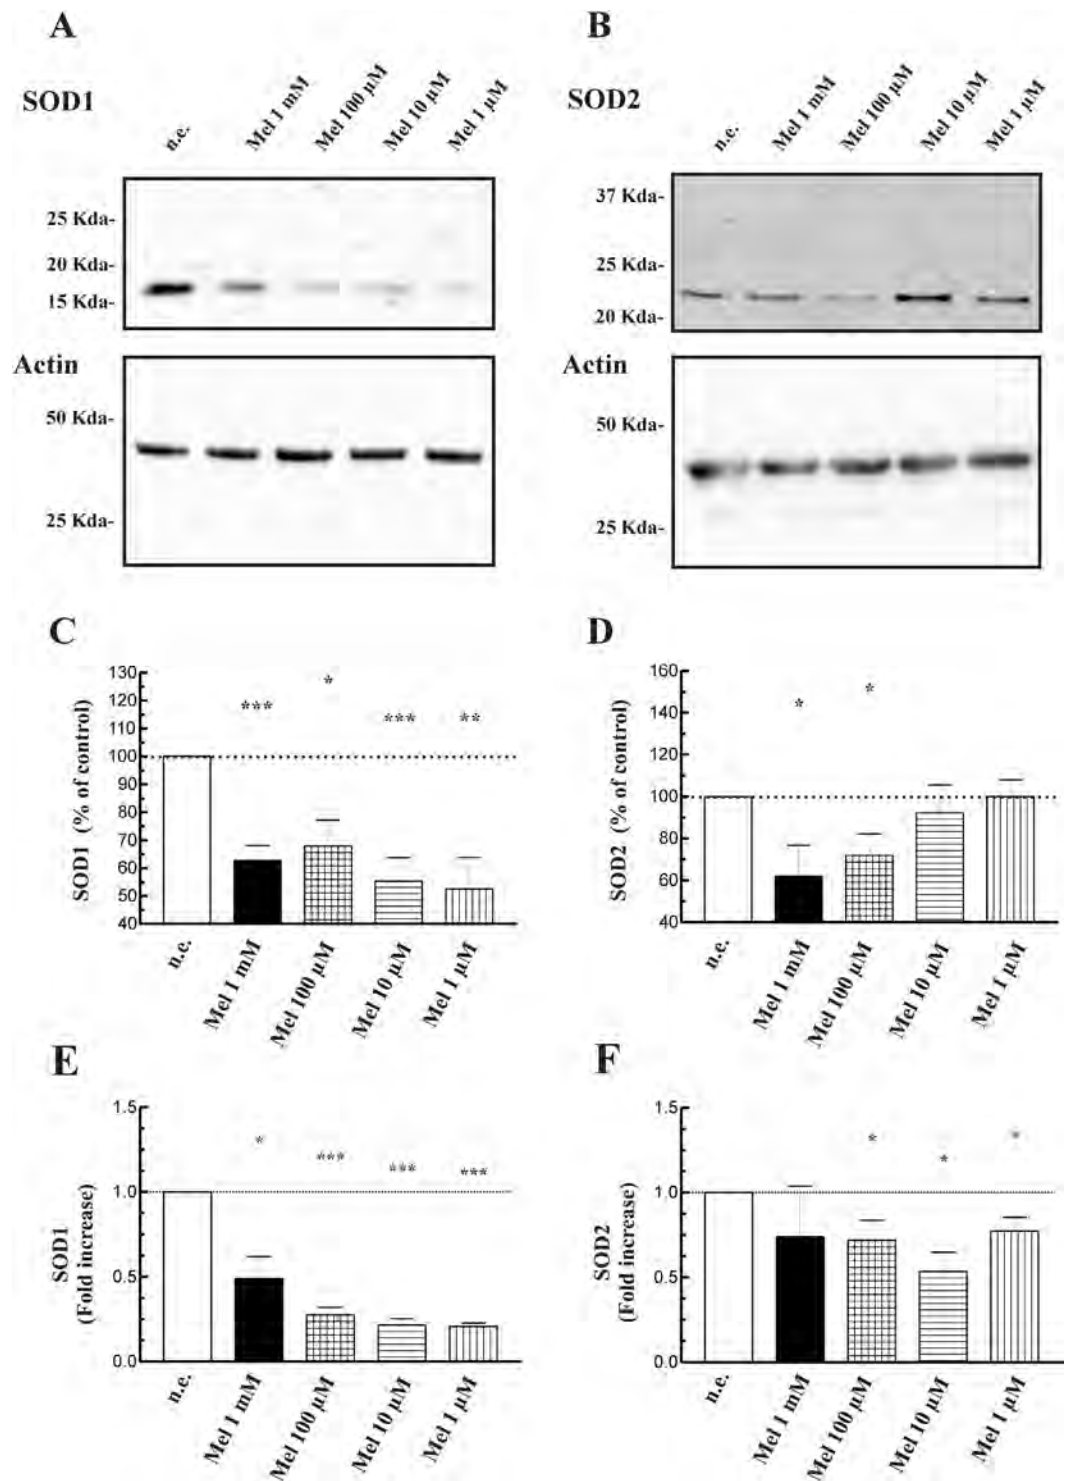 A
SOD1
n.e.
Mel 1 mM
Mel 100 µM
Mel 10 µM
Mel 1 µM
25 Kda-
20 Kda-
15 Kda-
Actin
50 Kda-
25 Kda-
B
SOD2
n.e.
Mel 1 mM
Mel 100 µM
Mel 10 µM
Mel 1 µM
37 Kda-
25 Kda-
20 Kda-
Actin
50 Kda-
25 Kda-
C
SOD1 (% of control)
130
120
110
100
90
80
70
60
50
40
***
*
***
**
n.e.
Mel 1 mM
Mel 100 µM
Mel 10 µM
Mel 1 µM
D
SOD2 (% of control)
160
140
120
100
80
60
40
*
*
n.e.
Mel 1 mM
Mel 100 µM
Mel 10 µM
Mel 1 µM
E
SOD1
(Fold increase)
1.5
1.0
0.5
0.0
*
***
***
***
n.e.
Mel 1 mM
Mel 100 µM
Mel 10 µM
Mel 1 µM
F
SOD2
(Fold increase)
1.5
1.0
0.5
0.0
*
*
*
n.e.
Mel 1 mM
Mel 100 µM
Mel 10 µM
Mel 1 µM